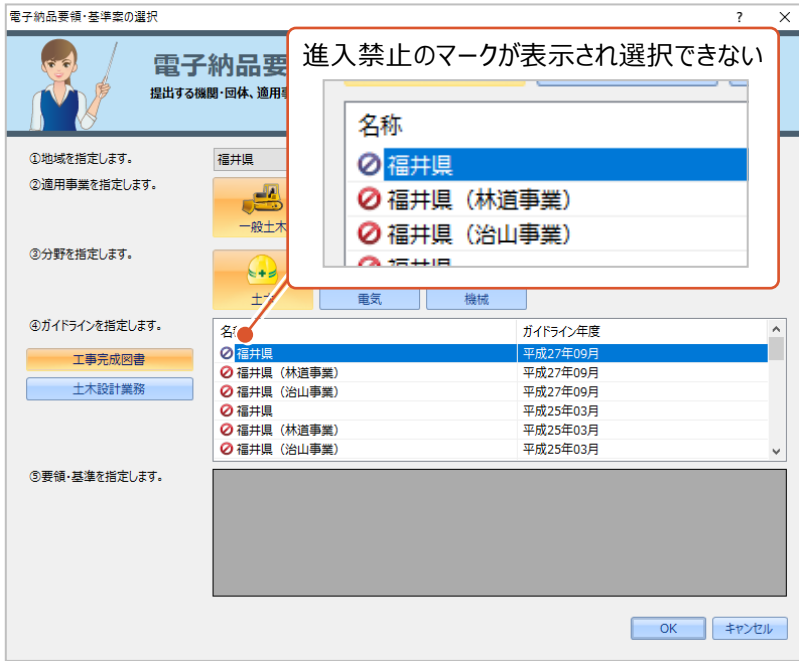 電子納品要領・基準案の選択
? ×
電子納品要
提出する機関・団体、適用事
進入禁止のマークが表示され選択できない
名称
福井県
福井県（林道事業）
福井県（治山事業）
①地域を指定します。
福井県
②適用事業を指定します。
一般土木
③分野を指定します。
電気
機械
④ガイドラインを指定します。
工事完成図書
土木設計業務
ガイドライン年度
福井県 平成27年09月
福井県（林道事業） 平成27年09月
福井県（治山事業） 平成27年09月
福井県 平成25年03月
福井県（林道事業） 平成25年03月
福井県（治山事業） 平成25年03月
⑤要領・基準を指定します。
OK
キャンセル